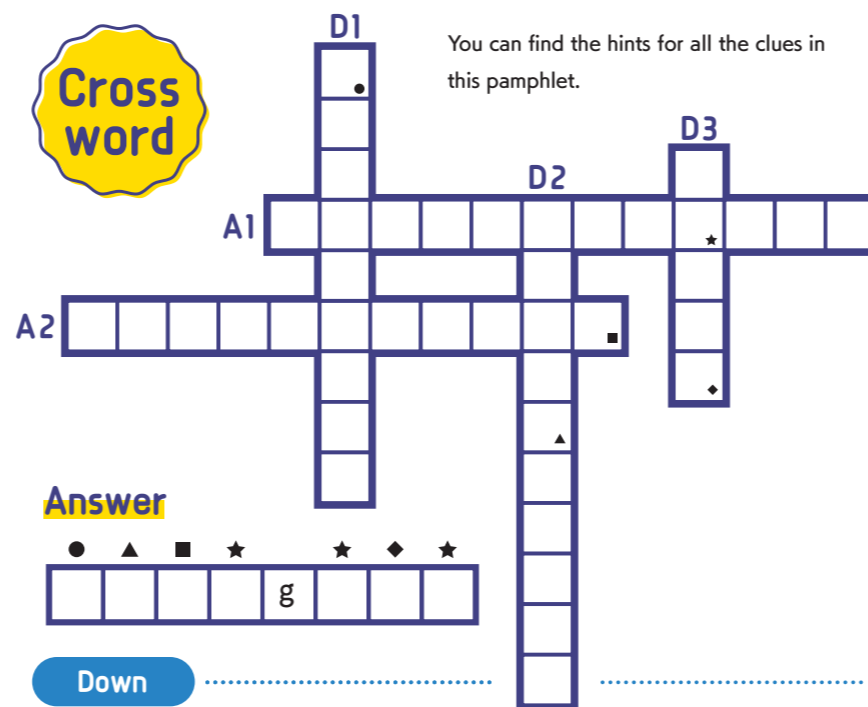 Cross
word
D1
You can find the hints for all the clues in
this pamphlet.
D3
D2
A1
A2
Answer
g
Down